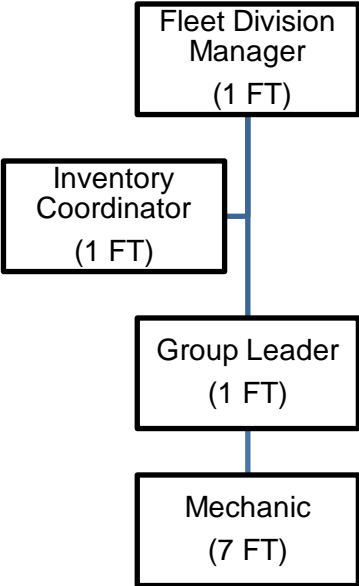 Fleet Division
Manager
(1 FT)
Inventory
Coordinator
(1 FT)
Group Leader
(1 FT)
Mechanic
(7 FT)